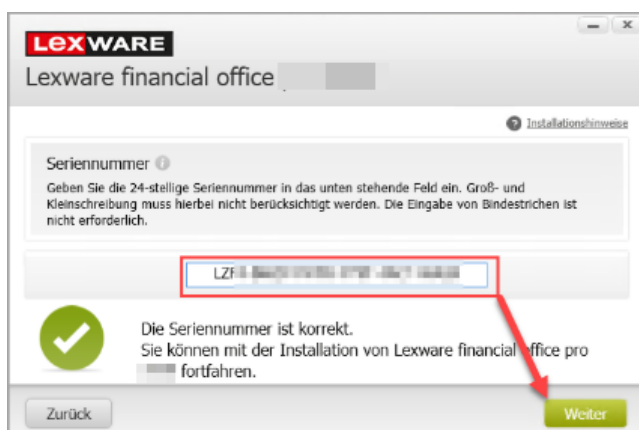 LEXWARE
Lexware financial office
Installationshinweise
Seriennummer
Geben Sie die 24-stellige Seriennummer in das unten stehende Feld ein. Groß- und
Kleinschreibung muss hierbei nicht berücksichtigt werden. Die Eingabe von Bindestrichen ist
nicht erforderlich.
Die Seriennummer ist korrekt.
Sie können mit der Installation von Lexware financial office pro
fortfahren.
Zurück
Weiter